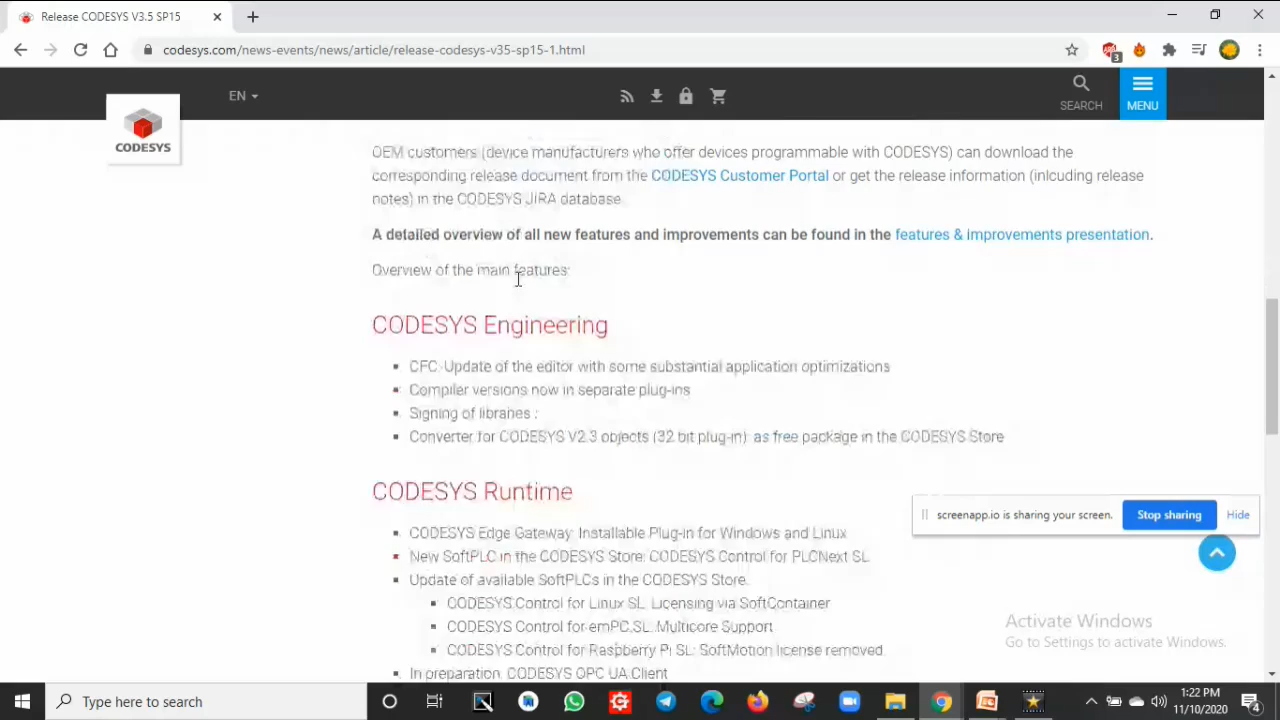 Release CODESYS V3.5 SP15
codesys.com/news-events/news/article/release-codesys-v35-sp15-1.html
3
CODESYS
EN
SEARCH
MENU
OEM customers (device manufacturers who offer devices programmable with CODESYS) can download the
corresponding release document from the CODESYS Customer Portal or get the release information (inlcuding release
notes) in the CODESYS JIRA database.
A detailed overview of all new features and improvements can be found in the features & improvements presentation.
Overview of the main features:
CODESYS Engineering
CFC: Update of the editor with some substantial application optimizations
Compiler versions now in separate plug-ins
Signing of libraries :
Converter for CODESYS V2.3 objects (32 bit plug-in): as free package in the CODESYS Store
CODESYS Runtime
CODESYS Edge Gateway: Installable Plug-in for Windows and Linux
New SoftPLC in the CODESYS Store: CODESYS Control for PLCNext SL
Update of available SoftPLCs in the CODESYS Store:
CODESYS Control for Linux SL: Licensing via SoftContainer
CODESYS Control for emPC SL: Multicore Support
CODESYS Control for Raspberry Pi SL: SoftMotion license removed
In preparation: CODESYS OPC UA Client
screenapp.io is sharing your screen.
Stop sharing
Hide
Activate Windows
Go to Settings to activate Windows.
Type here to search
1:22 PM
11/10/2020
4